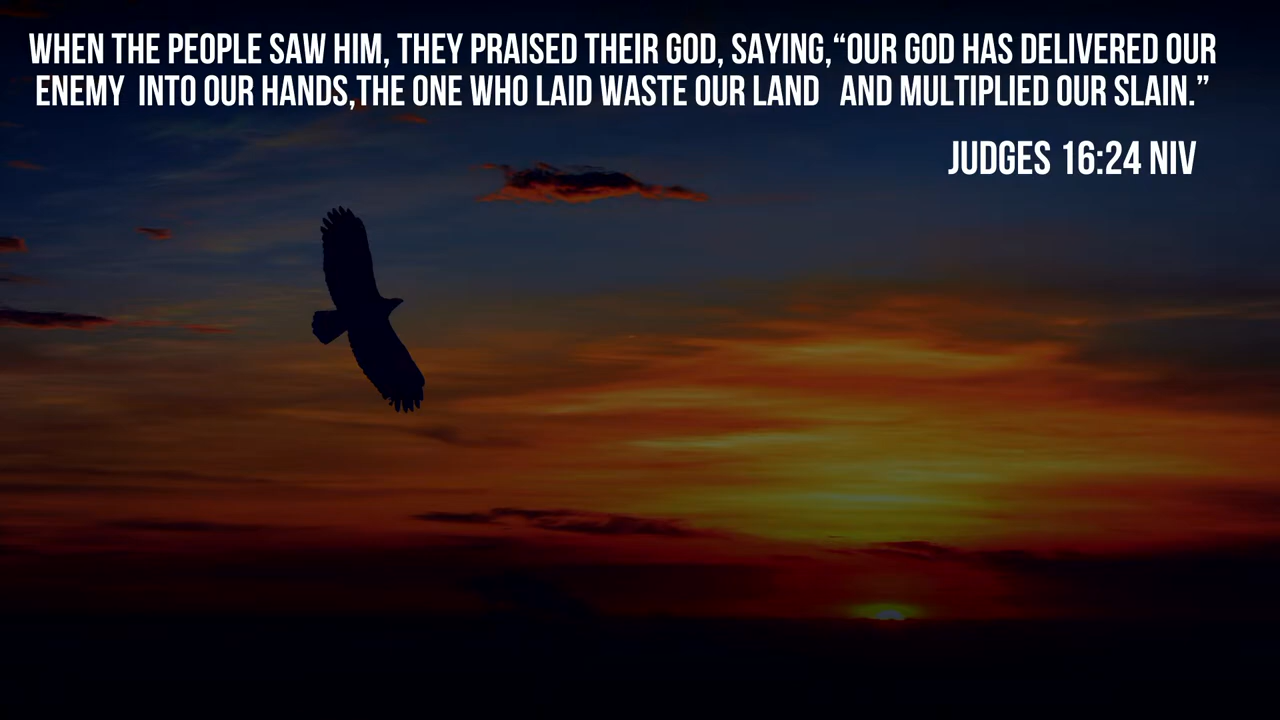 WHEN THE PEOPLE SAW HIM, THEY PRAISED THEIR GOD, SAYING,“OUR GOD HAS DELIVERED OUR
ENEMY INTO OUR HANDS,THE ONE WHO LAID WASTE OUR LAND AND MULTIPLIED OUR SLAIN.”
JUDGES 16:24 NIV